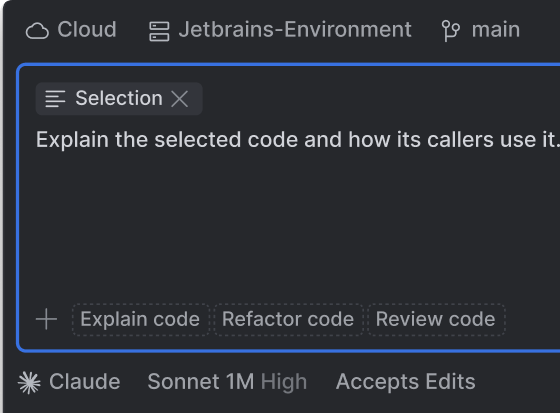 Cloud Jetbrains-Environment main
Selection
Explain the selected code and how its callers use it.
Explain code Refactor code Review code
Claude Sonnet 1M High Accepts Edits